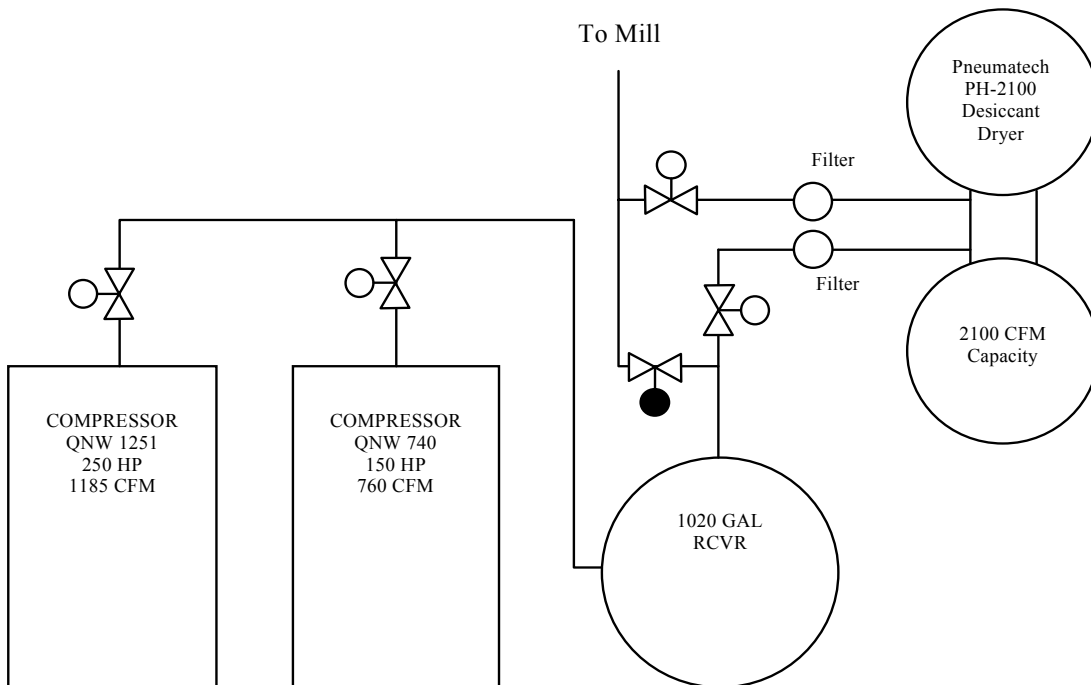 To Mill
Pneumatech
PH-2100
Desiccant
Dryer
Filter
Filter
2100 CFM
Capacity
COMPRESSOR
QNW 1251
250 HP
1185 CFM
COMPRESSOR
QNW 740
150 HP
760 CFM
1020 GAL
RCVR